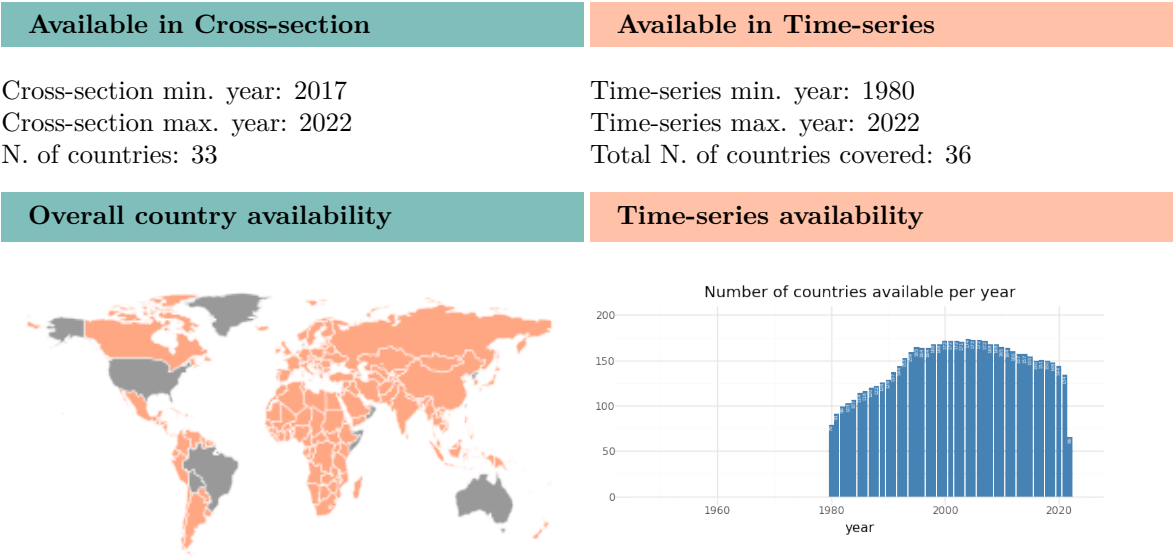 Available in Cross-section
Available in Time-series
Cross-section min. year: 2017
Cross-section max. year: 2022
N. of countries: 33
Time-series min. year: 1980
Time-series max. year: 2022
Total N. of countries covered: 36
Overall country availability
Time-series availability
Number of countries available per year
200
150
100
50
0
1960
1980
2000
2020
year